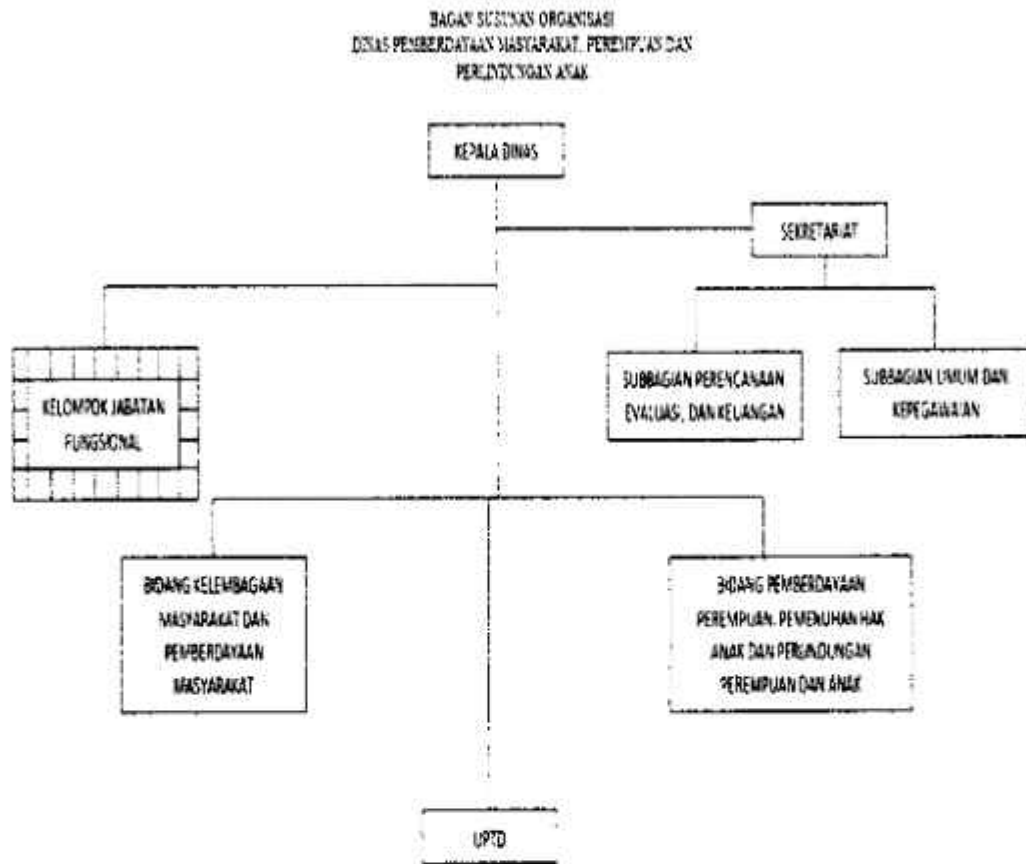 BAGAN SUSUNAN ORGANISASI
DINAS PEMBERDAYAAN MASYARAKAT, PEREMPUAN DAN
PERLINDUNGAN ANAK
KEPALA DINAS
SEKRETARIAT
SUBBAGIAN PERENCANAAN
EVALUASI, DAN KEUANGAN
SUBBAGIAN UMUM DAN
KEPEGAWAIAN
KELOMPOK JABATAN
FUNGSIONAL
BIDANG KELEMBAGAAN
MASYARAKAT DAN
PEMBERDAYAAN
MASYARAKAT
BIDANG PEMBERDAYAAN
PEREMPUAN, PEMENUHAN HAK
ANAK DAN PERLINDUNGAN
PEREMPUAN DAN ANAK
UPTD